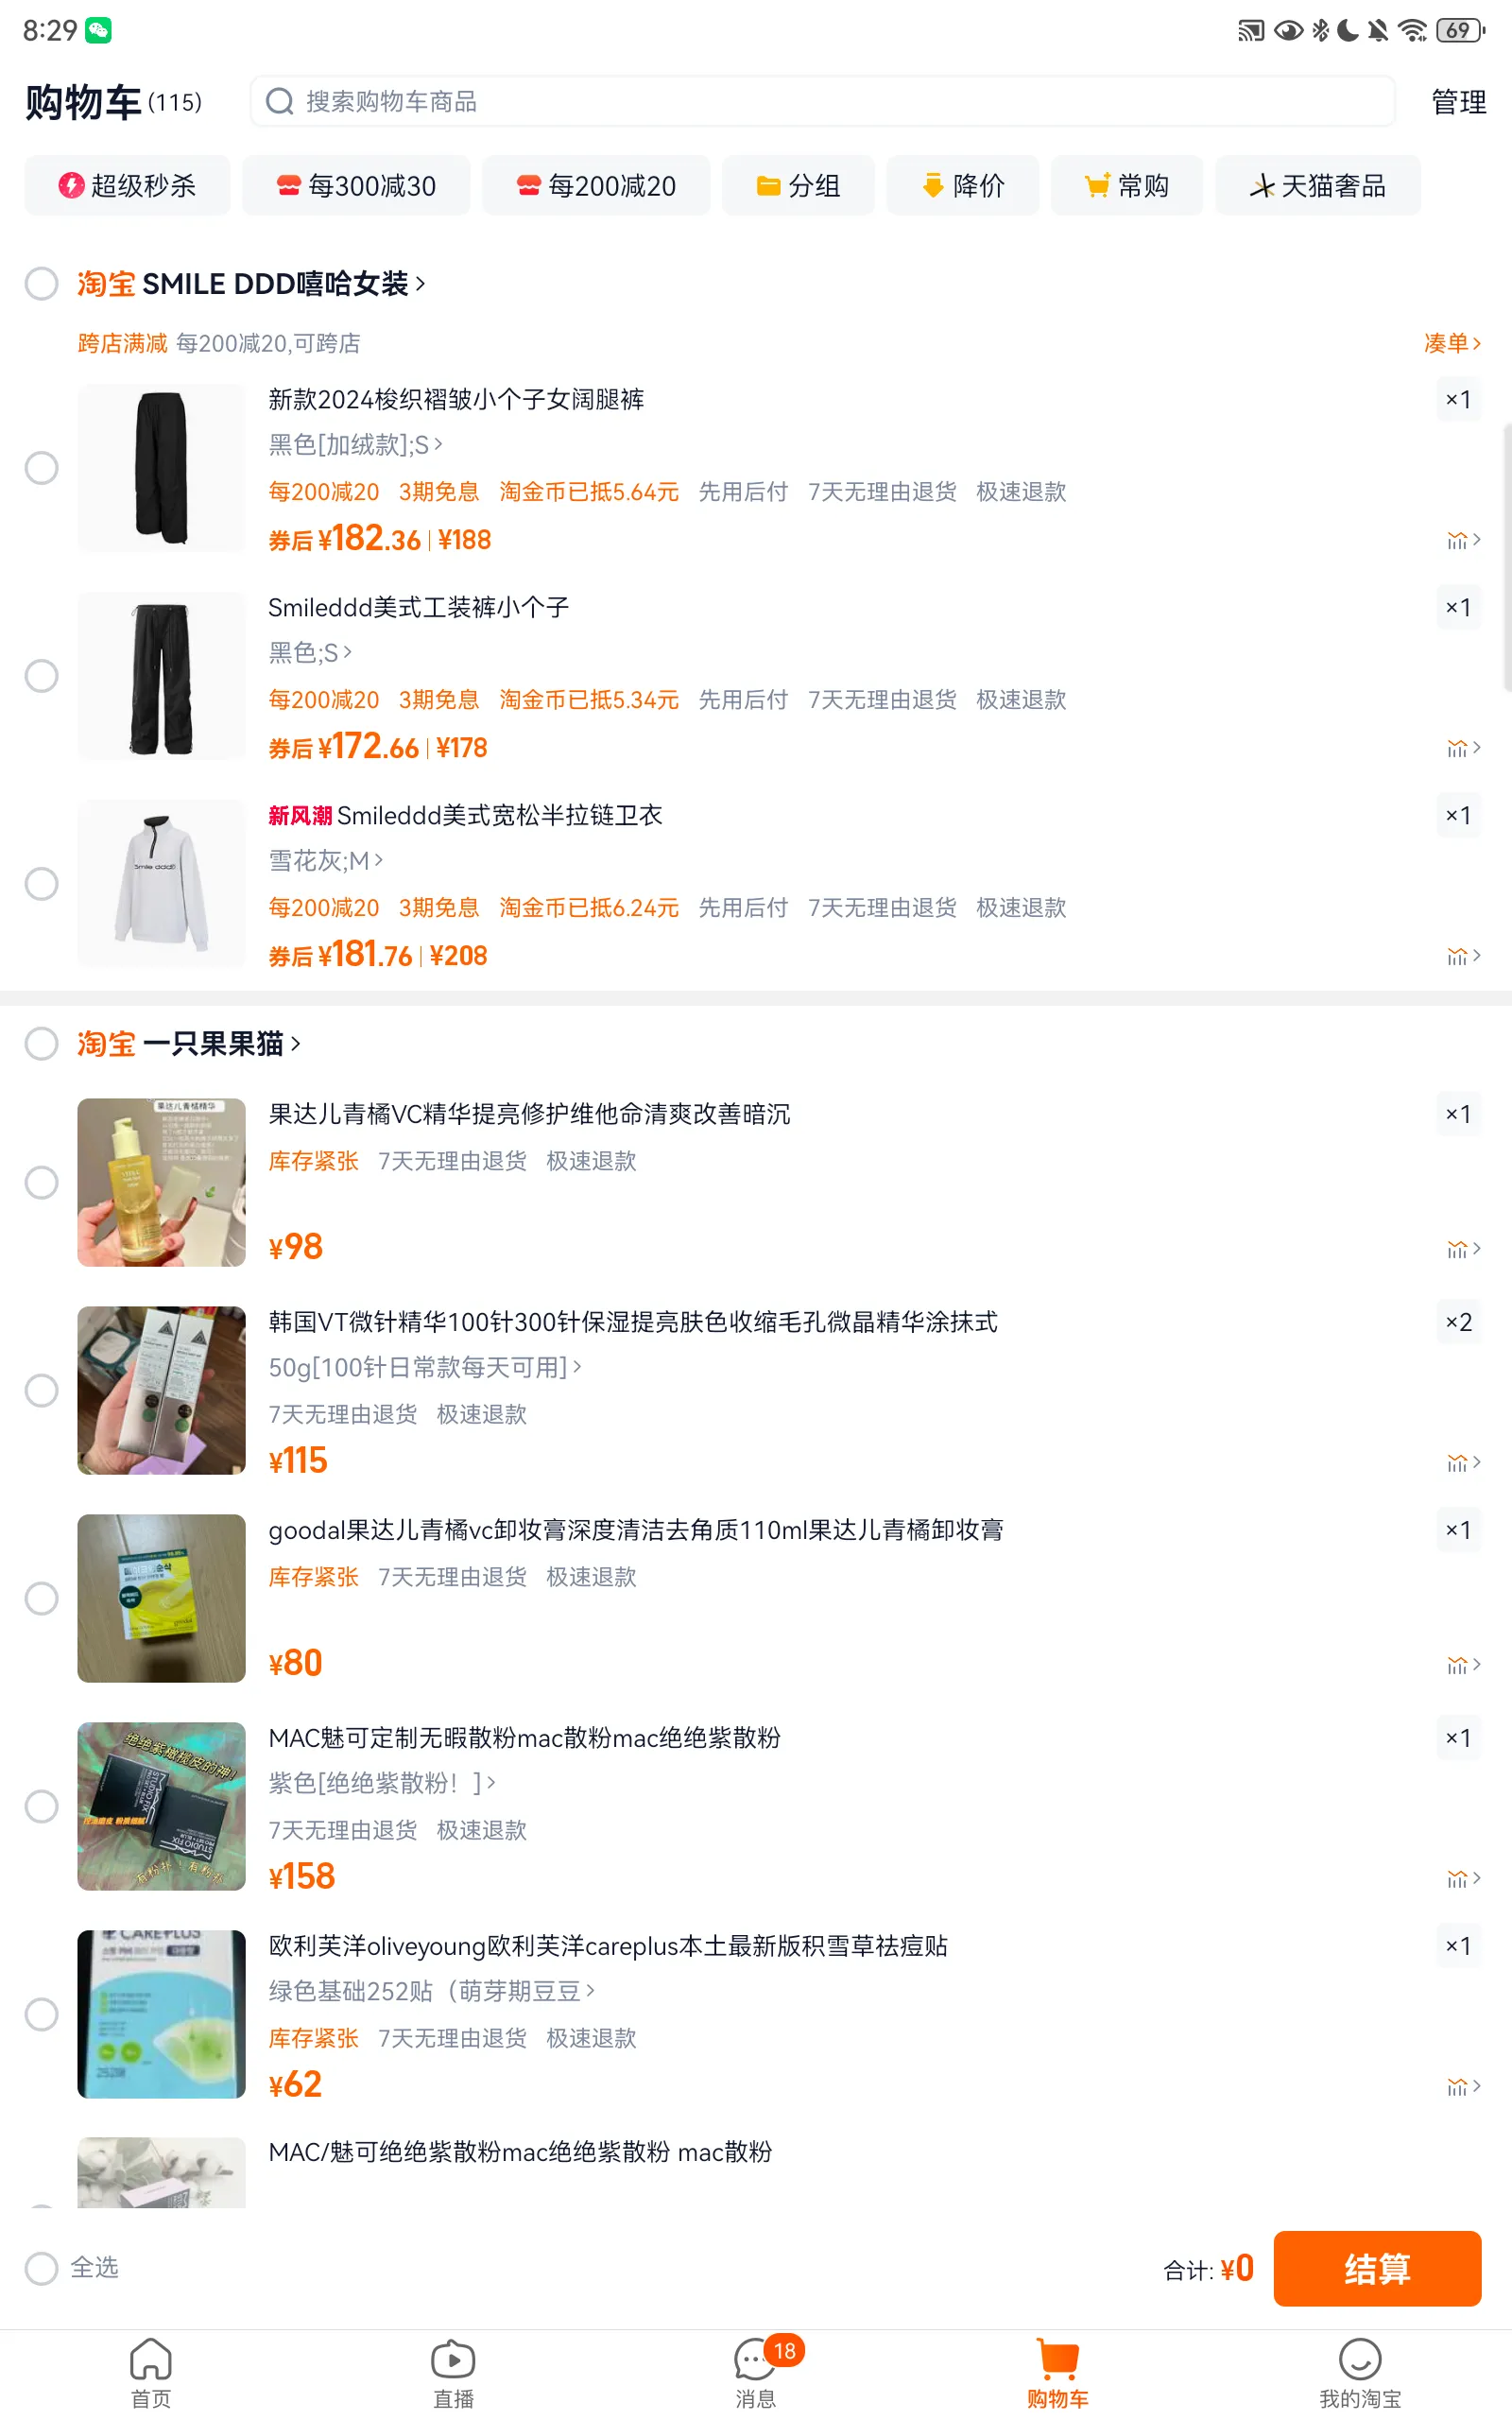 8:29
69
购物车(115)
搜索购物车商品
管理
超级秒杀
每300减30
每200减20
分组
降价
常购
天猫奢品
淘宝 SMILE DDD嘻哈女装
跨店满减 每200减20,可跨店
凑单
新款2024梭织褶皱小个子女阔腿裤
×1
黑色[加绒款];S
每200减20 3期免息 淘金币已抵5.64元 先用后付 7天无理由退货 极速退款
券后 ¥182.36 ¥188
Smileddd美式工装裤小个子
×1
黑色;S
每200减20 3期免息 淘金币已抵5.34元 先用后付 7天无理由退货 极速退款
券后 ¥172.66 ¥178
新风潮 Smileddd美式宽松半拉链卫衣
×1
雪花灰;M
每200减20 3期免息 淘金币已抵6.24元 先用后付 7天无理由退货 极速退款
券后 ¥181.76 ¥208
淘宝 一只果果猫
果达儿青橘精华
果达儿青橘VC精华提亮修护维他命清爽改善暗沉
×1
库存紧张 7天无理由退货 极速退款
¥98
韩国VT微针精华100针300针保湿提亮肤色收缩毛孔微晶精华涂抹式
×2
50g[100针日常款每天可用]
7天无理由退货 极速退款
¥115
goodal果达儿青橘vc卸妆膏深度清洁去角质110ml果达儿青橘卸妆膏
×1
库存紧张 7天无理由退货 极速退款
¥80
绝绝紫橄榄皮的神!
STUDIO FIX
MAC魅可定制无暇散粉mac散粉mac绝绝紫散粉
×1
紫色[绝绝紫散粉！]
7天无理由退货 极速退款
¥158
CAREPLUS
欧利芙洋oliveyoung欧利芙洋careplus本土最新版积雪草祛痘贴
×1
绿色基础252贴（萌芽期豆豆
库存紧张 7天无理由退货 极速退款
¥62
MAC/魅可绝绝紫散粉mac绝绝紫散粉 mac散粉
全选
合计: ¥0
结算
首页
直播
18
消息
购物车
我的淘宝